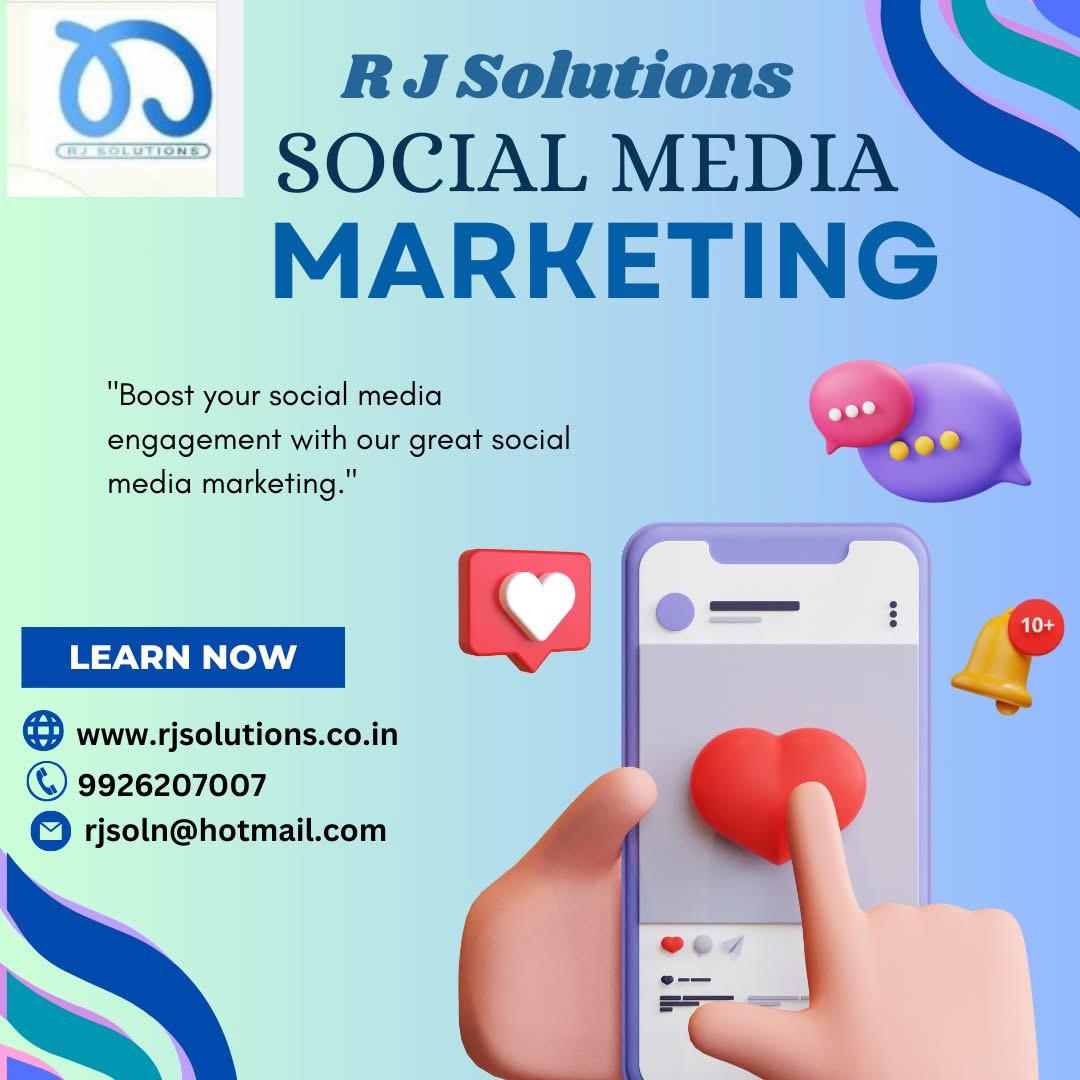 RJ SOLUTIONS
R J Solutions
SOCIAL MEDIA
MARKETING
"Boost your social media
engagement with our great social
media marketing."
10+
LEARN NOW
www.rjsolutions.co.in
9926207007
rjsoln@hotmail.com